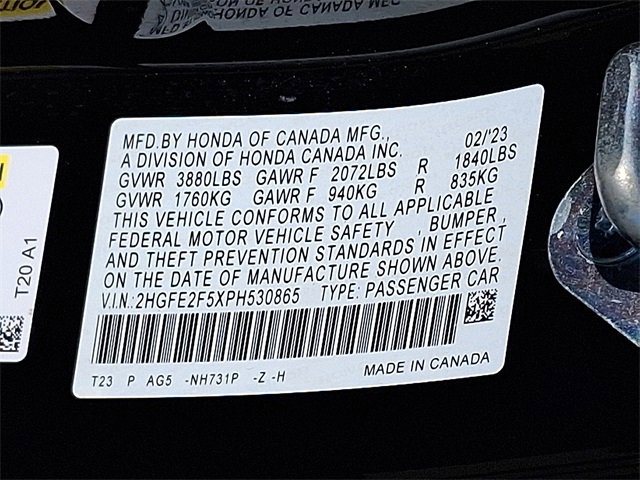 MFD.BY HONDA OF CANADA MFG., 02/'23
A DIVISION OF HONDA CANADA INC.
GVWR 3880LBS GAWR F 2072LBS R 1840LBS
GVWR 1760KG GAWR F 940KG R 835KG
THIS VEHICLE CONFORMS TO ALL APPLICABLE
FEDERAL MOTOR VEHICLE SAFETY , BUMPER ,
AND THEFT PREVENTION STANDARDS IN EFFECT
ON THE DATE OF MANUFACTURE SHOWN ABOVE.
V.I.N.:2HGFE2F5XPH530865 TYPE: PASSENGER CAR
T23 P AG5 -NH731P -Z -H MADE IN CANADA
T20 A1